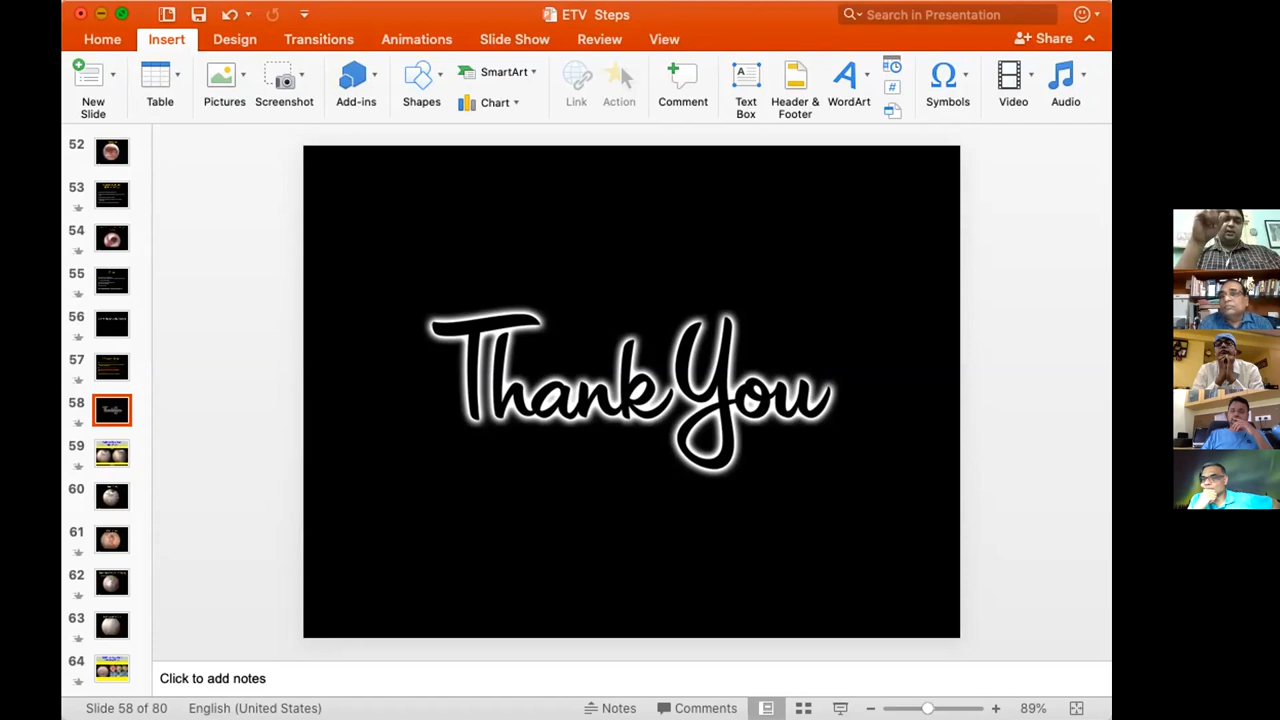 ETV Steps
Search in Presentation
Home
Insert
Design
Transitions
Animations
Slide Show
Review
View
Share
New Slide
Table
Pictures
Screenshot
Add-ins
Shapes
SmartArt
Chart
Link
Action
Comment
Text Box
Header & Footer
WordArt
Symbols
Video
Audio
52
53
54
55
56
57
58
59
60
61
62
63
64
Thank You
Click to add notes
Slide 58 of 80
English (United States)
Notes
Comments
89%